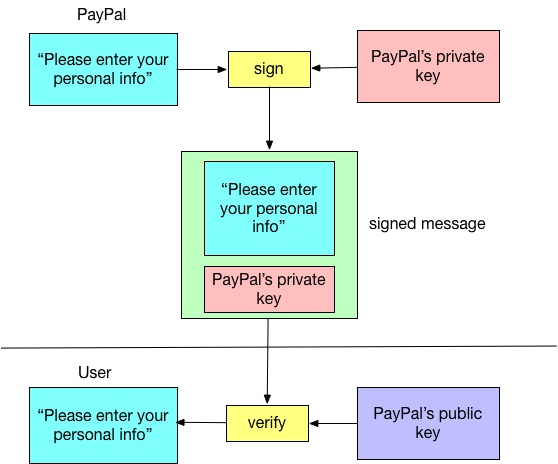 PayPal
“Please enter your
personal info”
sign
PayPal’s private
key
“Please enter
your personal
info”
signed message
PayPal’s private
key
User
“Please enter your
personal info”
verify
PayPal’s public
key